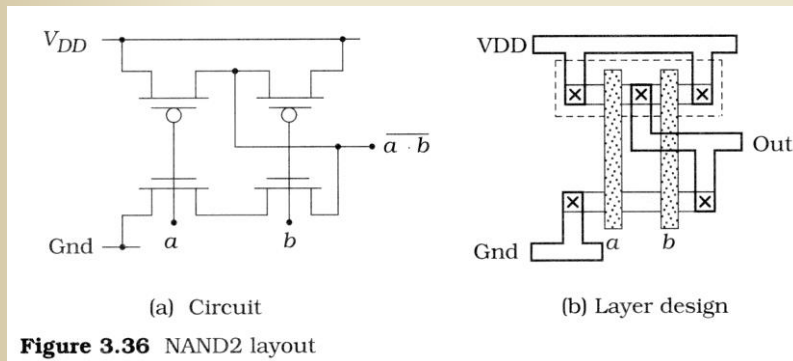 V_DD
a · b
Gnd
a
b
VDD
Out
Gnd
a
b
(a) Circuit
(b) Layer design
Figure 3.36 NAND2 layout